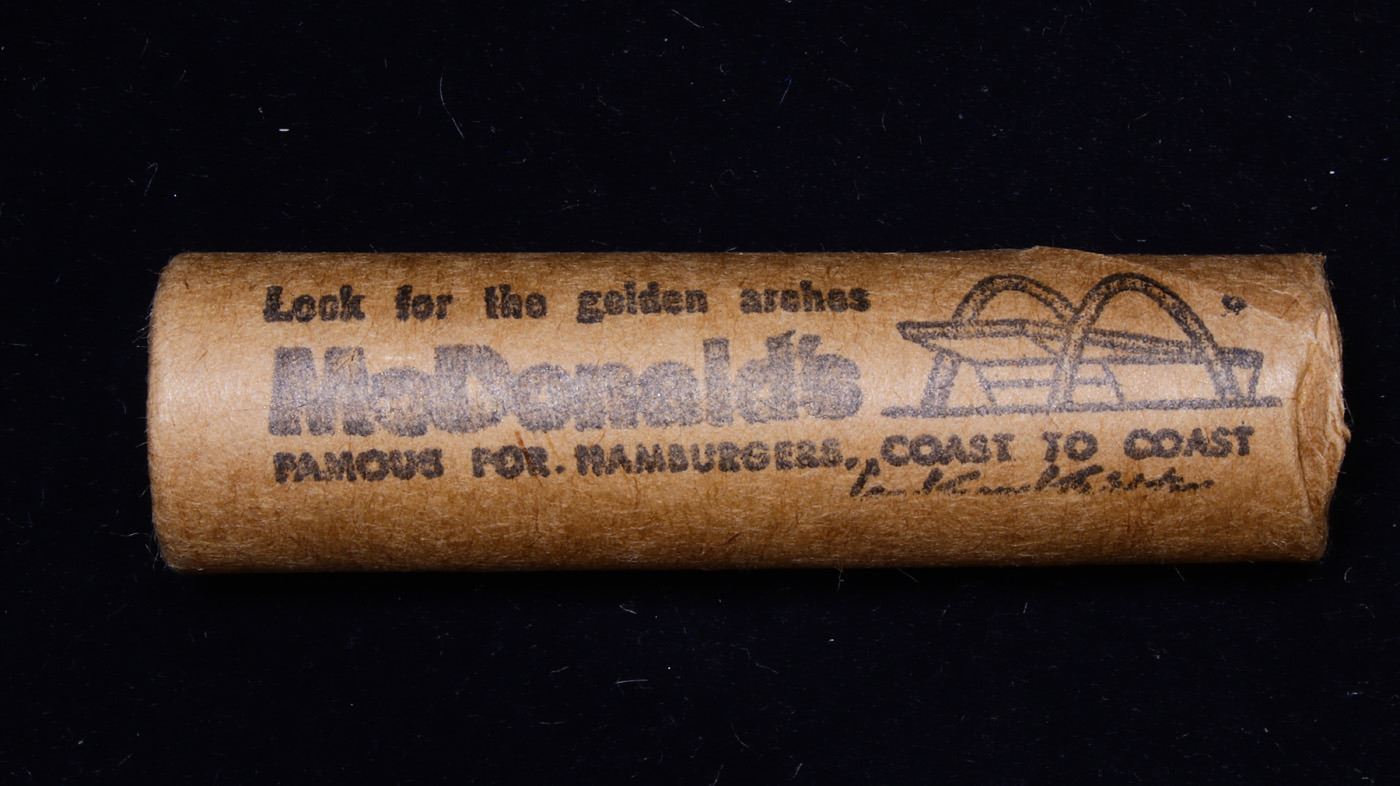 Look for the golden arches
McDonald's
FAMOUS FOR. HAMBURGERS, COAST TO COAST